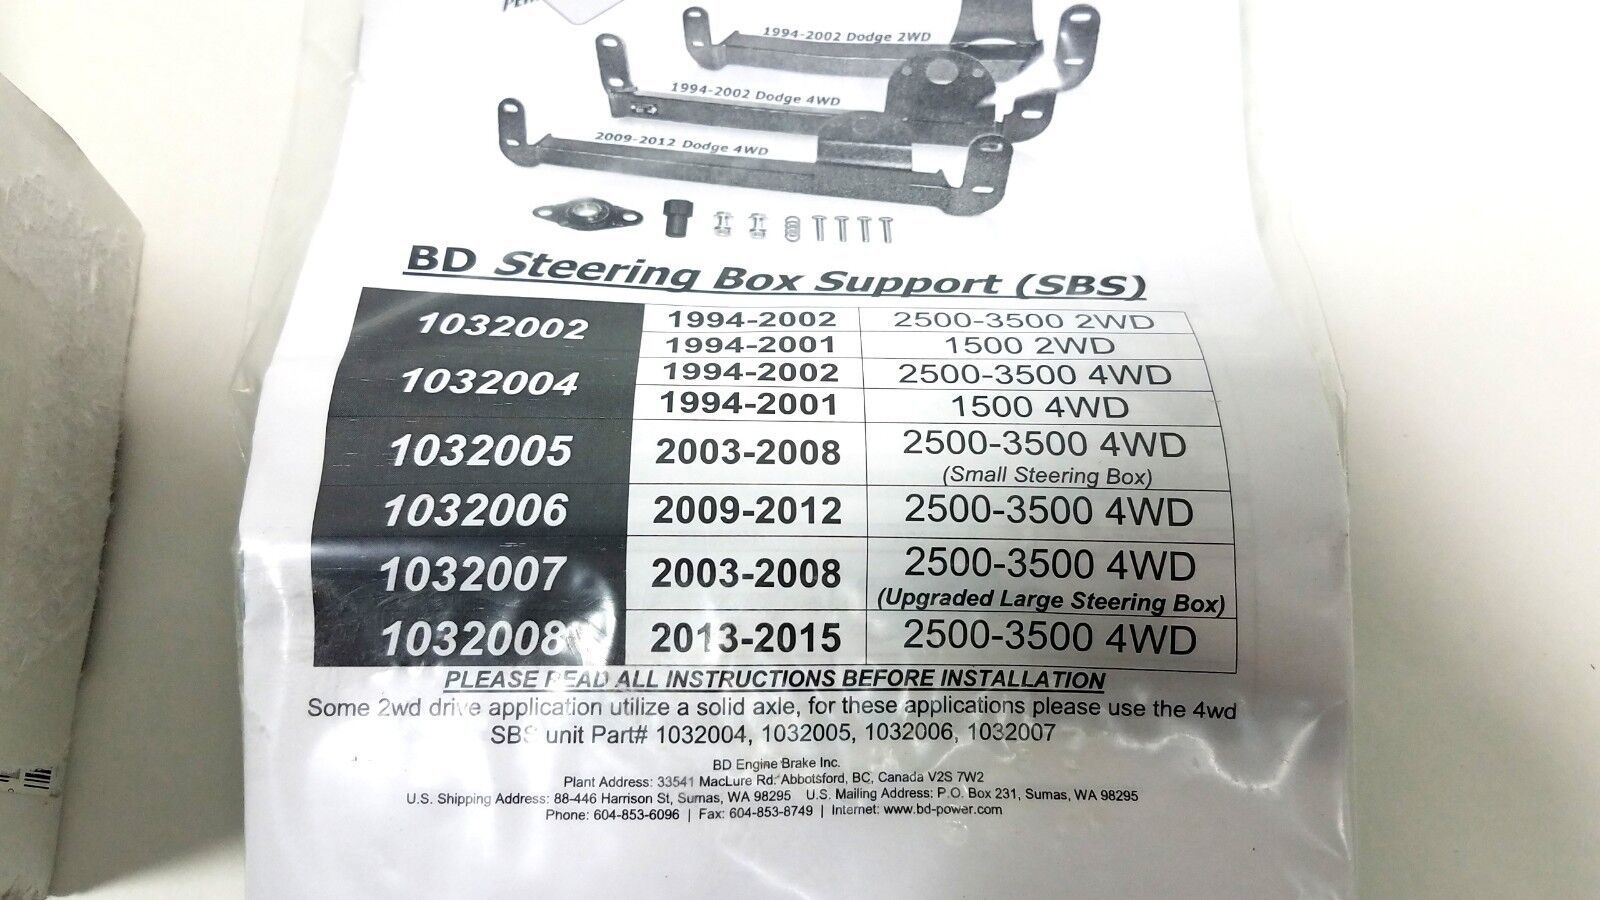 1994-2002 Dodge 2WD
1994-2002 Dodge 4WD
2009-2012 Dodge 4WD
BD Steering Box Support (SBS)
1032002 1994-2002 2500-3500 2WD
1994-2001 1500 2WD
1032004 1994-2002 2500-3500 4WD
1994-2001 1500 4WD
1032005 2003-2008 2500-3500 4WD
(Small Steering Box)
1032006 2009-2012 2500-3500 4WD
1032007 2003-2008 2500-3500 4WD
(Upgraded Large Steering Box)
1032008 2013-2015 2500-3500 4WD
PLEASE READ ALL INSTRUCTIONS BEFORE INSTALLATION
Some 2wd drive application utilize a solid axle, for these applications please use the 4wd
SBS unit Part# 1032004, 1032005, 1032006, 1032007
BD Engine Brake Inc.
Plant Address: 33541 MacLure Rd. Abbotsford, BC, Canada V2S 7W2
U.S. Shipping Address: 88-446 Harrison St, Sumas, WA 98295 U.S. Mailing Address: P.O. Box 231, Sumas, WA 98295
Phone: 604-853-6096 | Fax: 604-853-8749 | Internet: www.bd-power.com